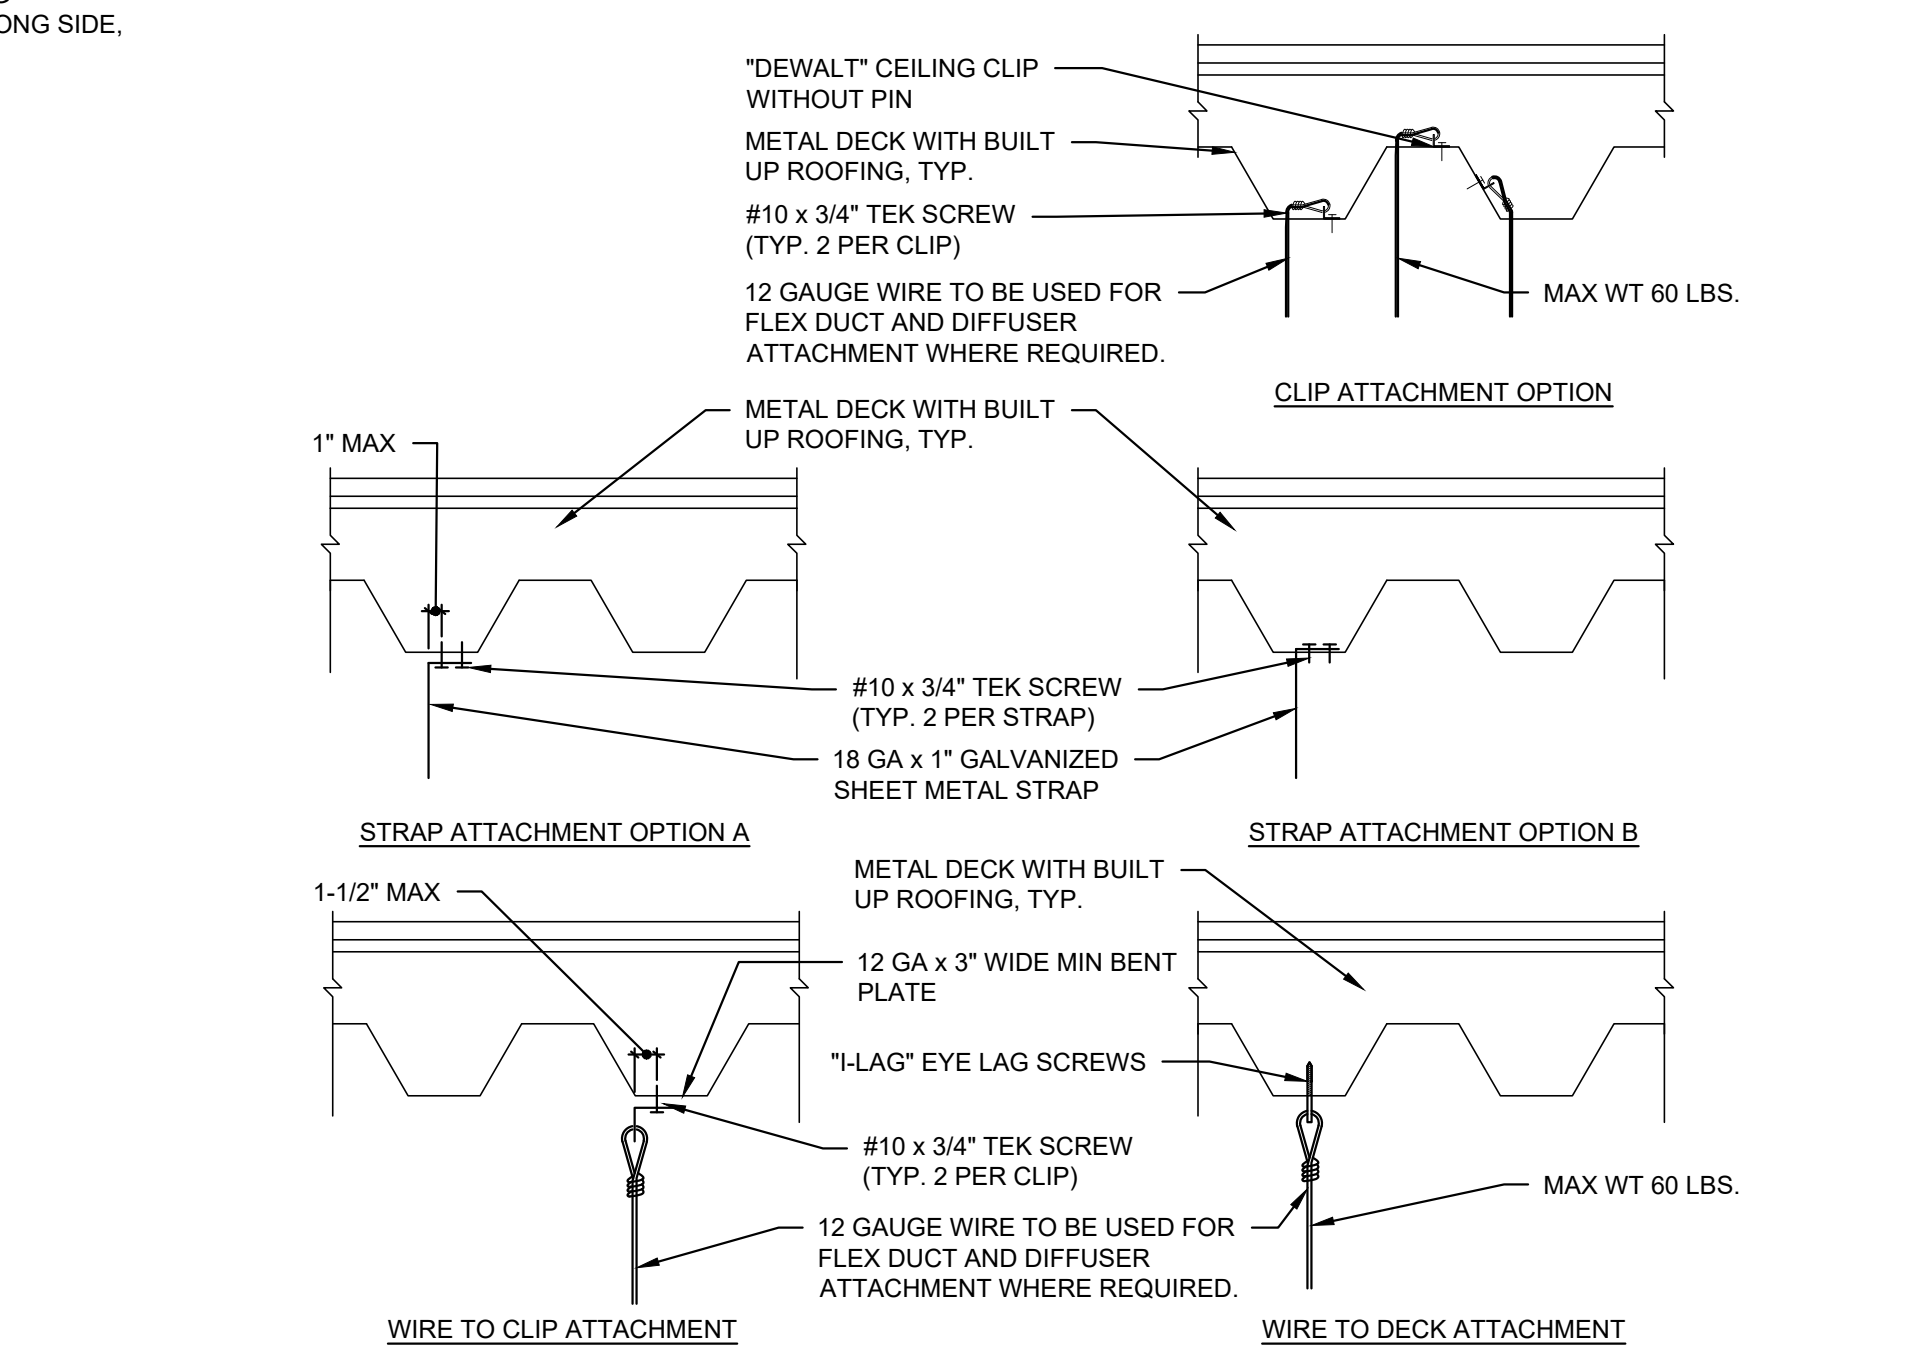 ONG SIDE,
"DEWALT" CEILING CLIP
WITHOUT PIN
METAL DECK WITH BUILT
UP ROOFING, TYP.
#10 x 3/4" TEK SCREW
(TYP. 2 PER CLIP)
12 GAUGE WIRE TO BE USED FOR
FLEX DUCT AND DIFFUSER
ATTACHMENT WHERE REQUIRED.
MAX WT 60 LBS.
CLIP ATTACHMENT OPTION
METAL DECK WITH BUILT
UP ROOFING, TYP.
1" MAX
#10 x 3/4" TEK SCREW
(TYP. 2 PER STRAP)
18 GA x 1" GALVANIZED
SHEET METAL STRAP
STRAP ATTACHMENT OPTION A
STRAP ATTACHMENT OPTION B
METAL DECK WITH BUILT
UP ROOFING, TYP.
1-1/2" MAX
12 GA x 3" WIDE MIN BENT
PLATE
"I-LAG" EYE LAG SCREWS
#10 x 3/4" TEK SCREW
(TYP. 2 PER CLIP)
MAX WT 60 LBS.
12 GAUGE WIRE TO BE USED FOR
FLEX DUCT AND DIFFUSER
ATTACHMENT WHERE REQUIRED.
WIRE TO CLIP ATTACHMENT
WIRE TO DECK ATTACHMENT